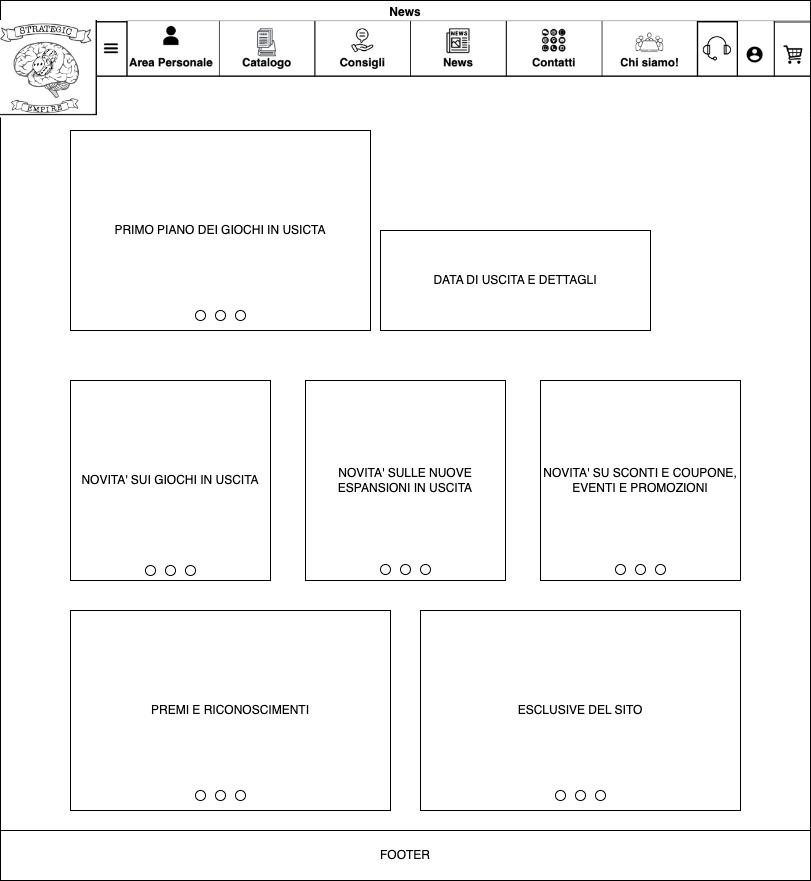 News
STRATEGIC
EMPIRE
Area Personale
Catalogo
Consigli
NEWS
News
Contatti
Chi siamo!
PRIMO PIANO DEI GIOCHI IN USICTA
DATA DI USCITA E DETTAGLI
NOVITA' SUI GIOCHI IN USCITA
NOVITA' SULLE NUOVE
ESPANSIONI IN USCITA
NOVITA' SU SCONTI E COUPONE,
EVENTI E PROMOZIONI
PREMI E RICONOSCIMENTI
ESCLUSIVE DEL SITO
FOOTER